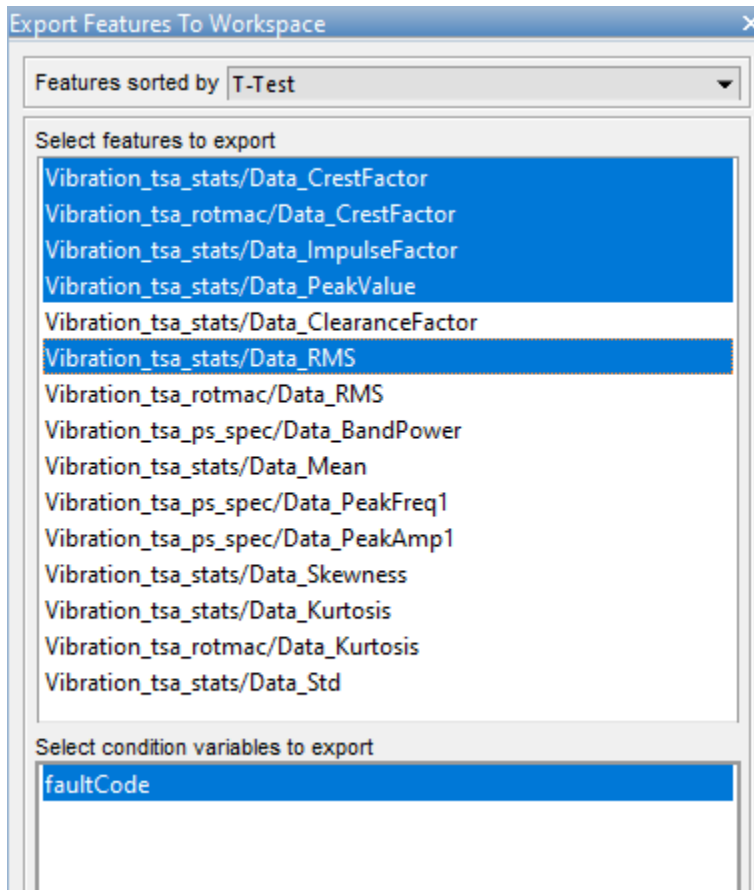 Export Features To Workspace
Features sorted by T-Test
Select features to export
Vibration_tsa_stats/Data_CrestFactor
Vibration_tsa_rotmac/Data_CrestFactor
Vibration_tsa_stats/Data_ImpulseFactor
Vibration_tsa_stats/Data_PeakValue
Vibration_tsa_stats/Data_ClearanceFactor
Vibration_tsa_stats/Data_RMS
Vibration_tsa_rotmac/Data_RMS
Vibration_tsa_ps_spec/Data_BandPower
Vibration_tsa_stats/Data_Mean
Vibration_tsa_ps_spec/Data_PeakFreq1
Vibration_tsa_ps_spec/Data_PeakAmp1
Vibration_tsa_stats/Data_Skewness
Vibration_tsa_stats/Data_Kurtosis
Vibration_tsa_rotmac/Data_Kurtosis
Vibration_tsa_stats/Data_Std
Select condition variables to export
faultCode